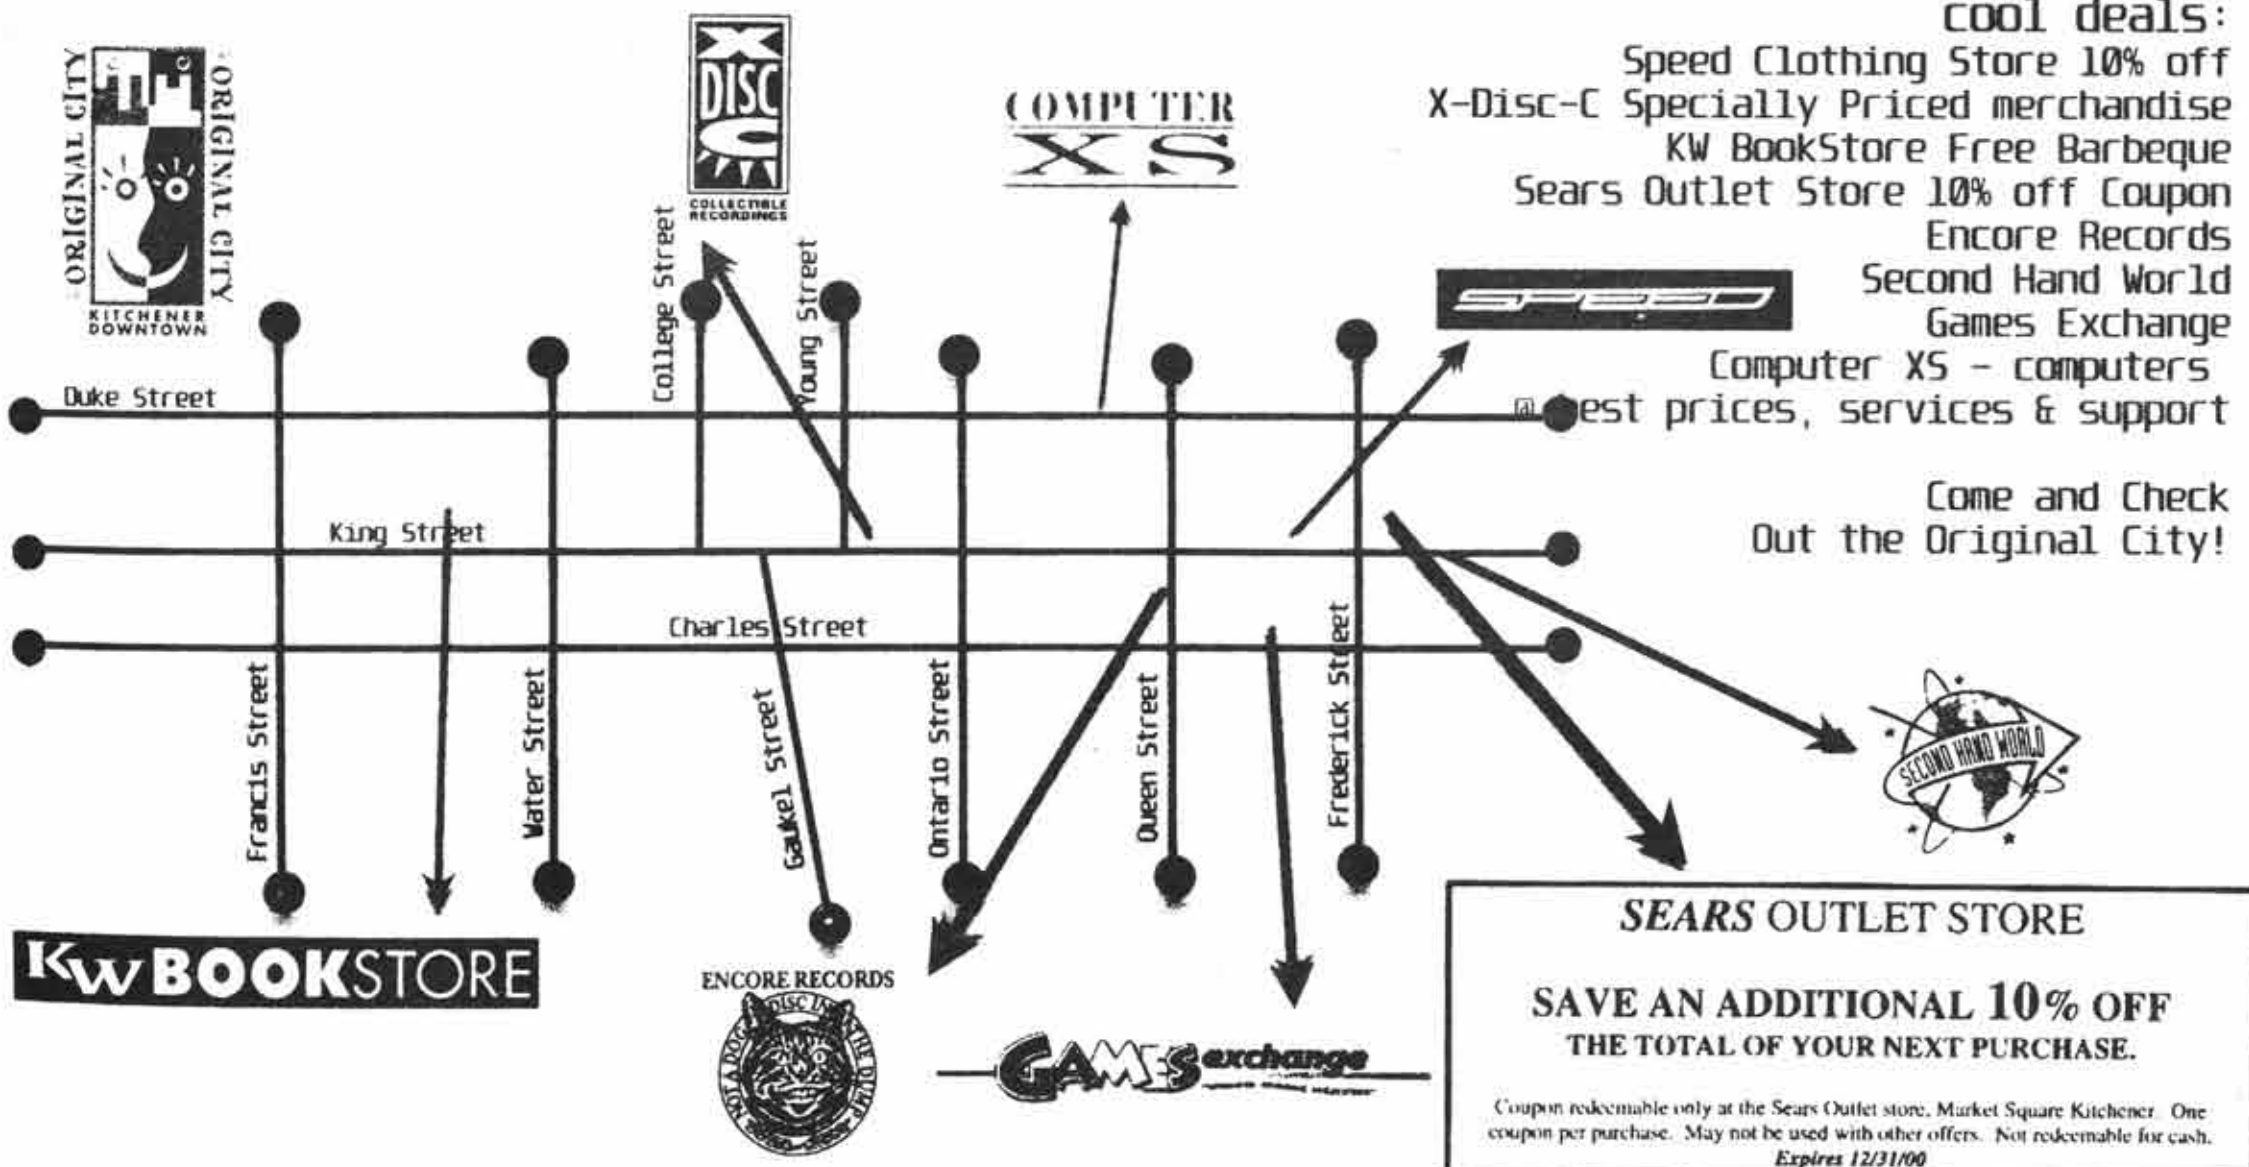 cool deals:
Speed Clothing Store 10% off
X-Disc-C Specially Priced merchandise
KW BookStore Free Barbeque
Sears Outlet Store 10% off Coupon
Encore Records
Second Hand World
Games Exchange
Computer XS - computers
@ est prices, services & support
Come and Check
Out the Original City!
ORIGINAL CITY
ORIGINAL CITY
KITCHENER
DOWNTOWN
X
DISC
C
COLLECTIBLE
RECORDINGS
COMPUTER
XS
SPEED
College Street
Young Street
Duke Street
King Street
Charles Street
Francis Street
Water Street
Gaukel Street
Ontario Street
Queen Street
Frederick Street
SECOND HAND WORLD
KW BOOKSTORE
ENCORE RECORDS
NOT A DOG DISC IN THE DUMP
GAMES exchange
SEARS OUTLET STORE
SAVE AN ADDITIONAL 10% OFF
THE TOTAL OF YOUR NEXT PURCHASE.
Coupon redeemable only at the Sears Outlet store, Market Square Kitchener. One
coupon per purchase. May not be used with other offers. Not redeemable for cash.
Expires 12/31/00